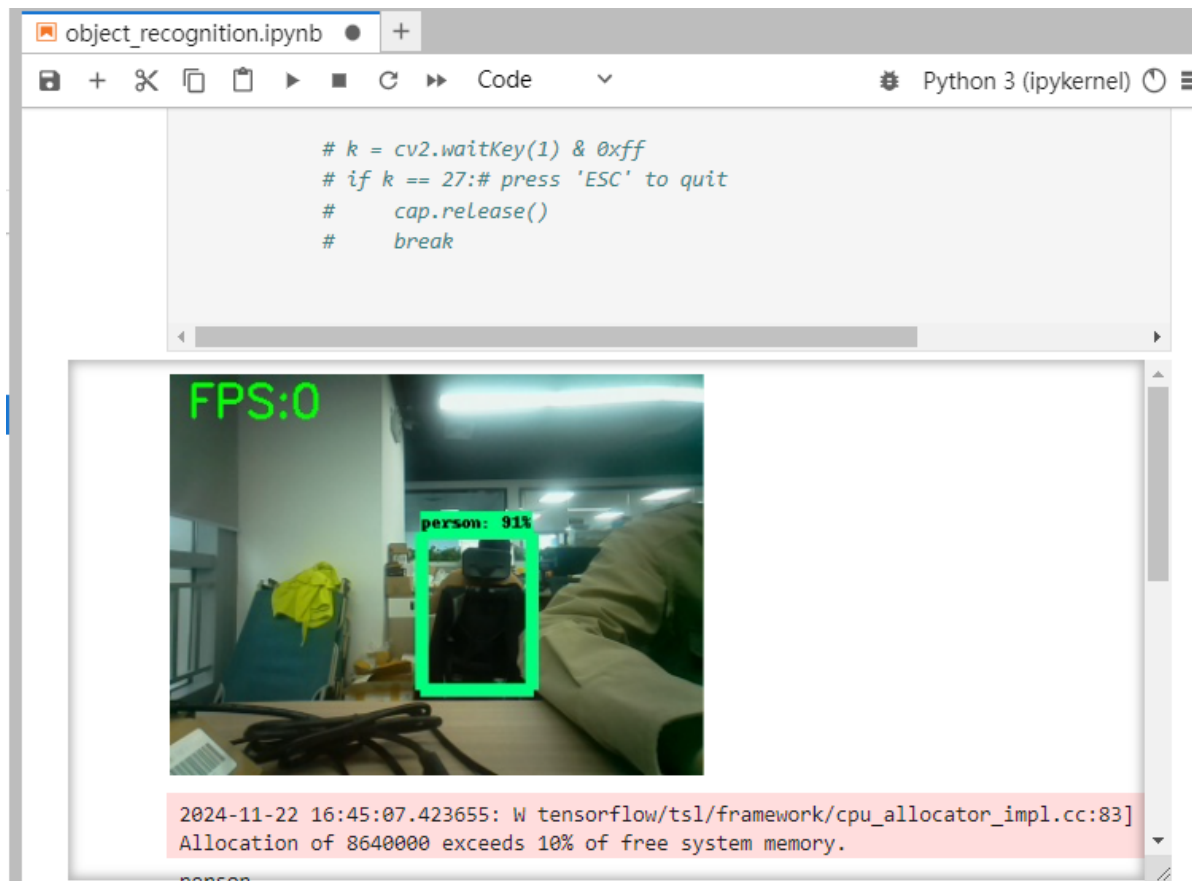 object_recognition.ipynb
Code
Python 3 (ipykernel)
# k = cv2.waitKey(1) & 0xff
# if k == 27:# press 'ESC' to quit
#     cap.release()
#     break
FPS:0
person: 91%
2024-11-22 16:45:07.423655: W tensorflow/tsl/framework/cpu_allocator_impl.cc:83]
Allocation of 8640000 exceeds 10% of free system memory.
person